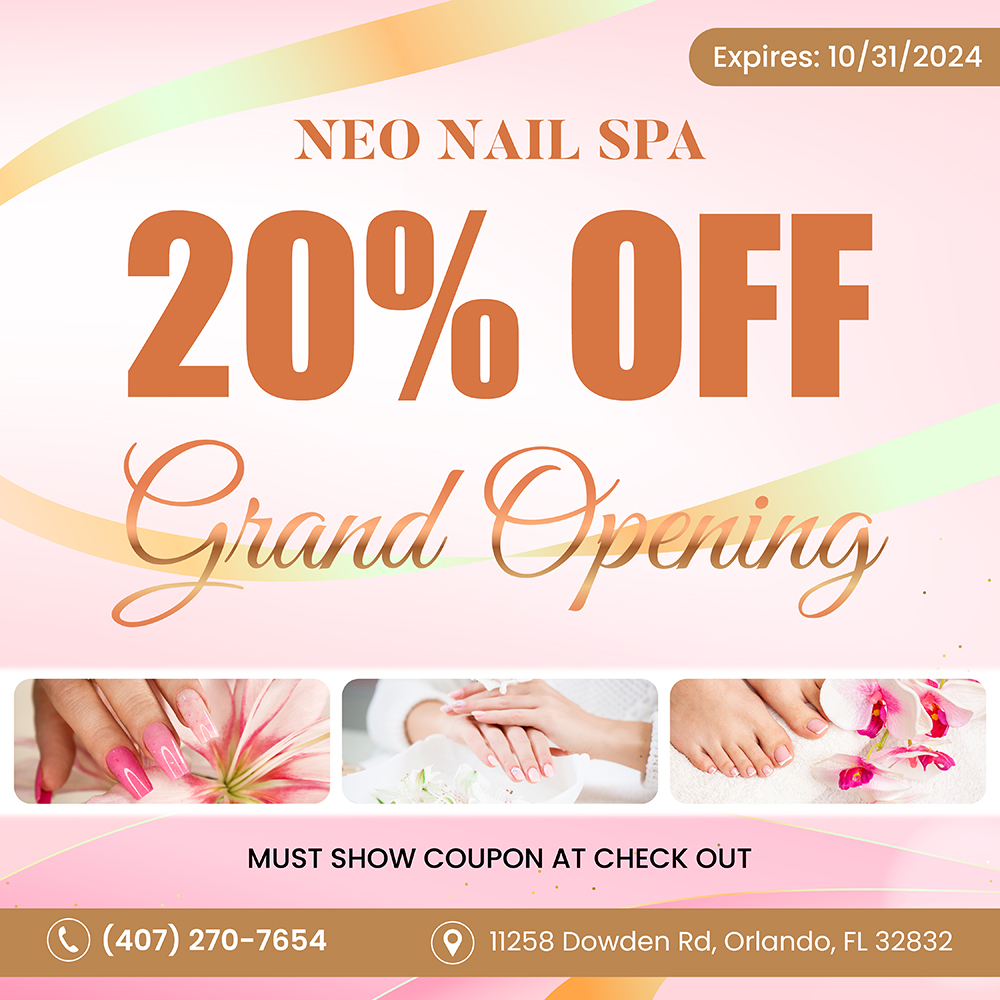 Expires: 10/31/2024
NEO NAIL SPA
20% OFF
Grand Opening
MUST SHOW COUPON AT CHECK OUT
(407) 270-7654
11258 Dowden Rd, Orlando, FL 32832